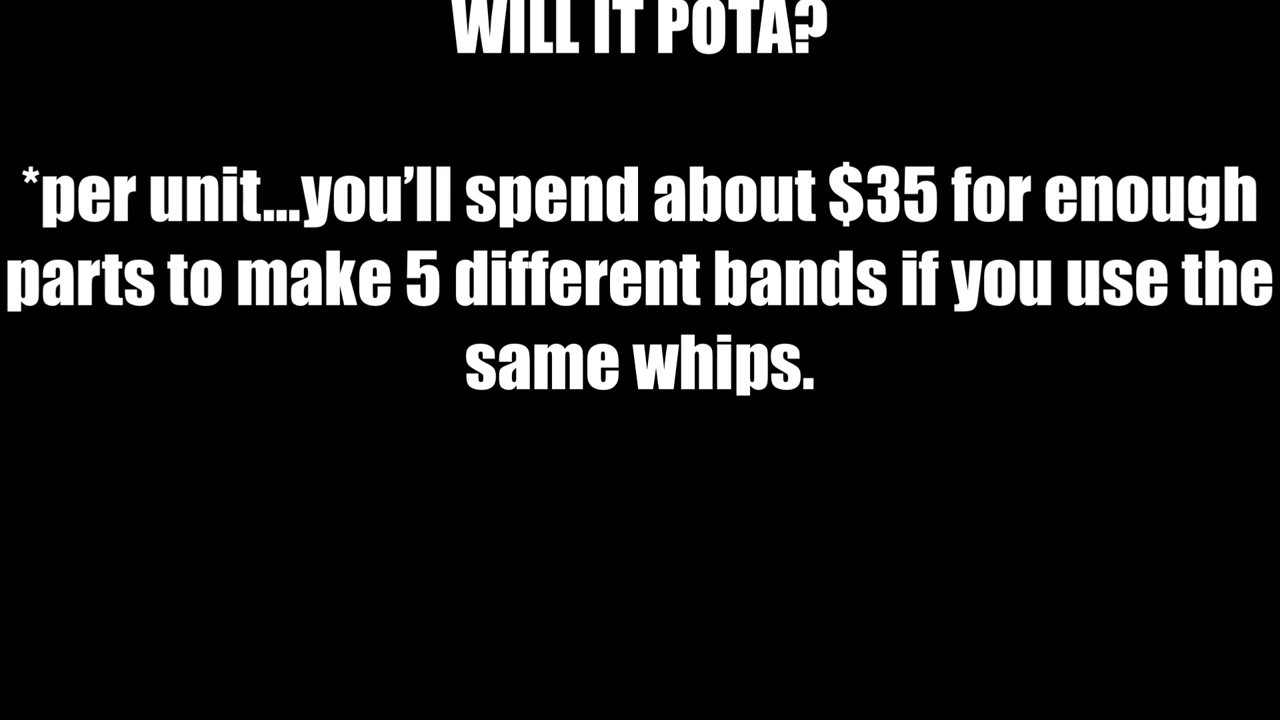 WILL IT POTA?
*per unit...you’ll spend about $35 for enough
parts to make 5 different bands if you use the
same whips.